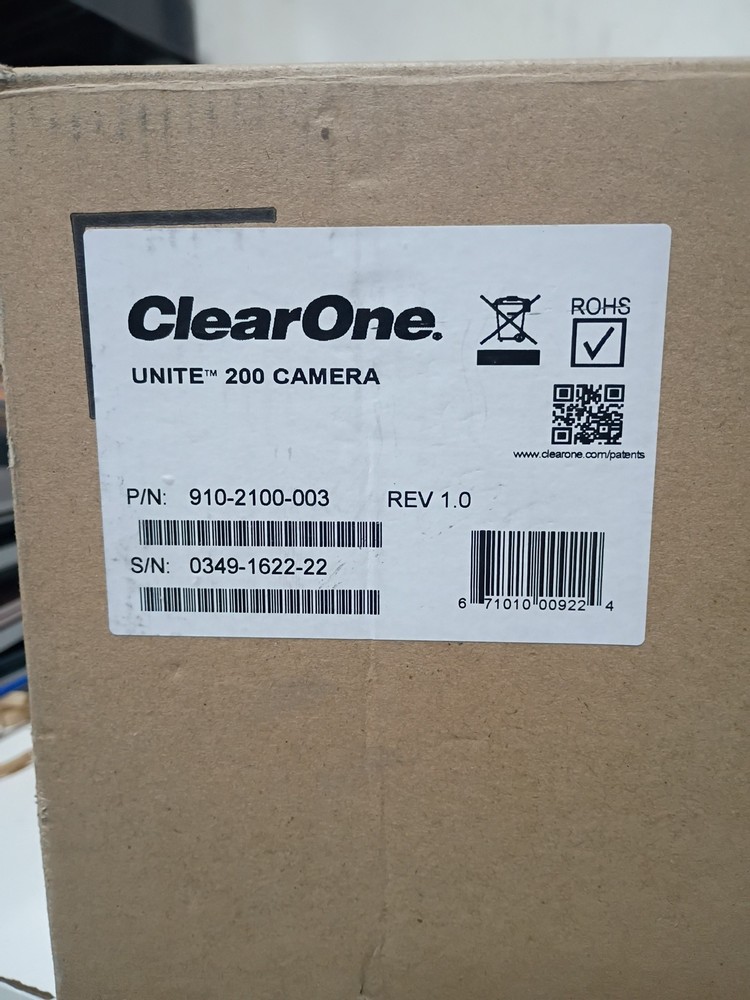 ClearOne.
UNITE™ 200 CAMERA
ROHS
www.clearone.com/patents
P/N: 910-2100-003 REV 1.0
S/N: 0349-1622-22
6 71010 00922 4